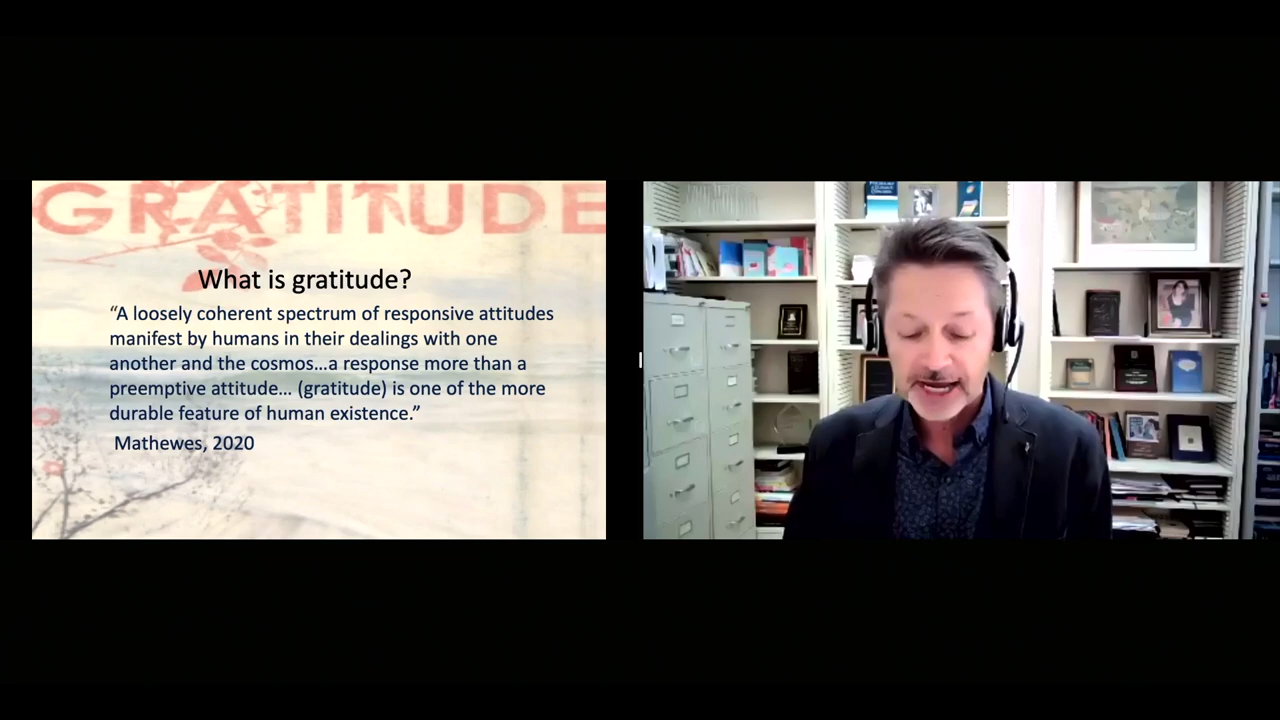 GRATITUDE
What is gratitude?
“A loosely coherent spectrum of responsive attitudes
manifest by humans in their dealings with one
another and the cosmos…a response more than a
preemptive attitude… (gratitude) is one of the more
durable feature of human existence.”
Mathewes, 2020